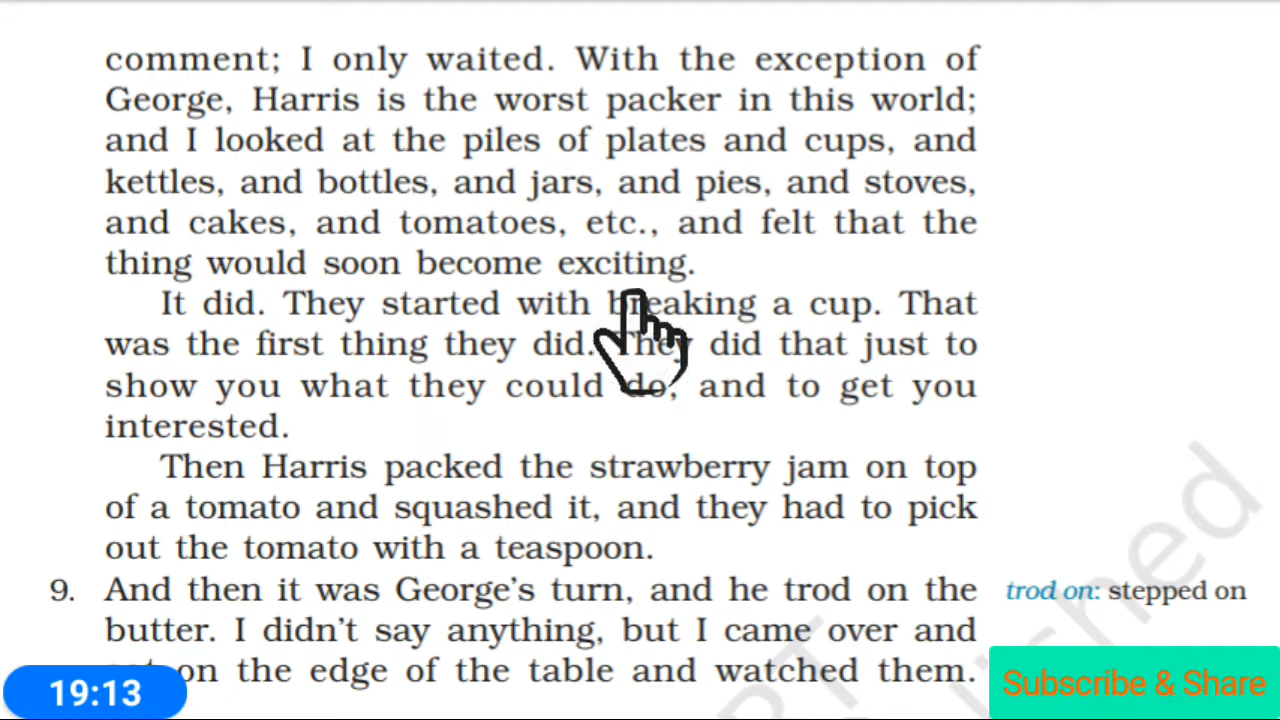 comment; I only waited. With the exception of
George, Harris is the worst packer in this world;
and I looked at the piles of plates and cups, and
kettles, and bottles, and jars, and pies, and stoves,
and cakes, and tomatoes, etc., and felt that the
thing would soon become exciting.
It did. They started with breaking a cup. That
was the first thing they did. They did that just to
show you what they could do, and to get you
interested.
Then Harris packed the strawberry jam on top
of a tomato and squashed it, and they had to pick
out the tomato with a teaspoon.
9. And then it was George's turn, and he trod on the
trod on: stepped on
butter. I didn't say anything, but I came over and
on the edge of the table and watched them.
19:13
Subscribe & Share